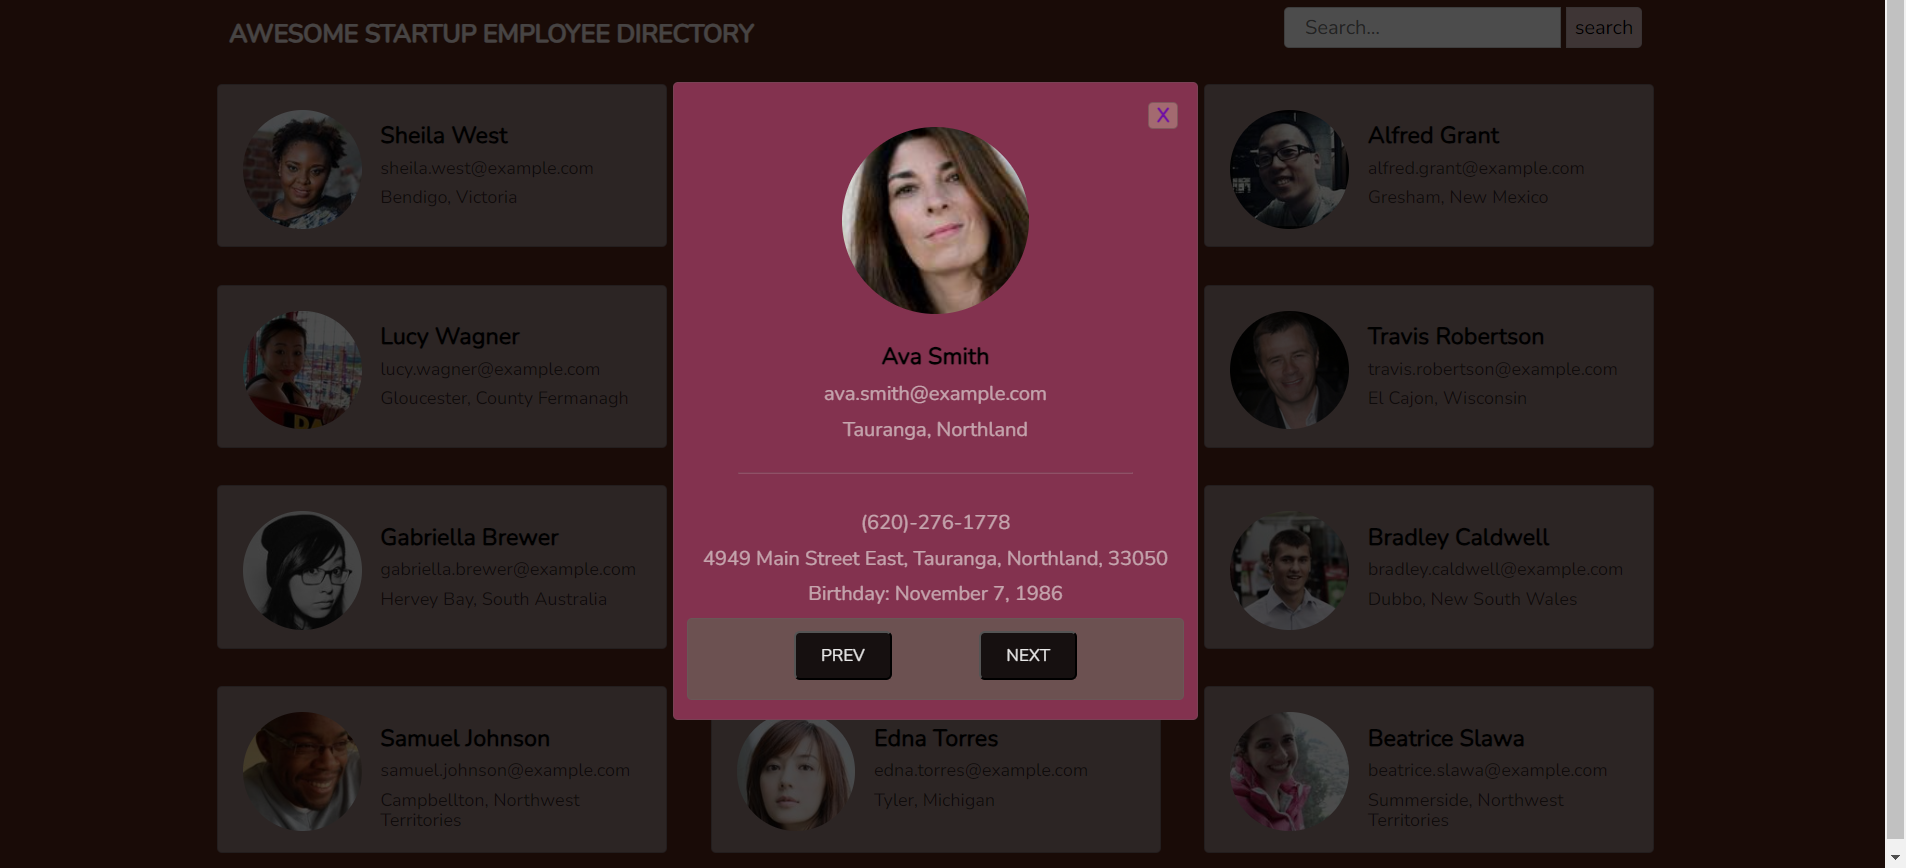 AWESOME STARTUP EMPLOYEE DIRECTORY
Search...
search
Sheila West
sheila.west@example.com
Bendigo, Victoria
X
Ava Smith
ava.smith@example.com
Tauranga, Northland
(620)-276-1778
4949 Main Street East, Tauranga, Northland, 33050
Birthday: November 7, 1986
PREV
NEXT
Alfred Grant
alfred.grant@example.com
Gresham, New Mexico
Lucy Wagner
lucy.wagner@example.com
Gloucester, County Fermanagh
Travis Robertson
travis.robertson@example.com
El Cajon, Wisconsin
Gabriella Brewer
gabriella.brewer@example.com
Hervey Bay, South Australia
Bradley Caldwell
bradley.caldwell@example.com
Dubbo, New South Wales
Samuel Johnson
samuel.johnson@example.com
Campbellton, Northwest
Territories
Edna Torres
edna.torres@example.com
Tyler, Michigan
Beatrice Slawa
beatrice.slawa@example.com
Summerside, Northwest
Territories